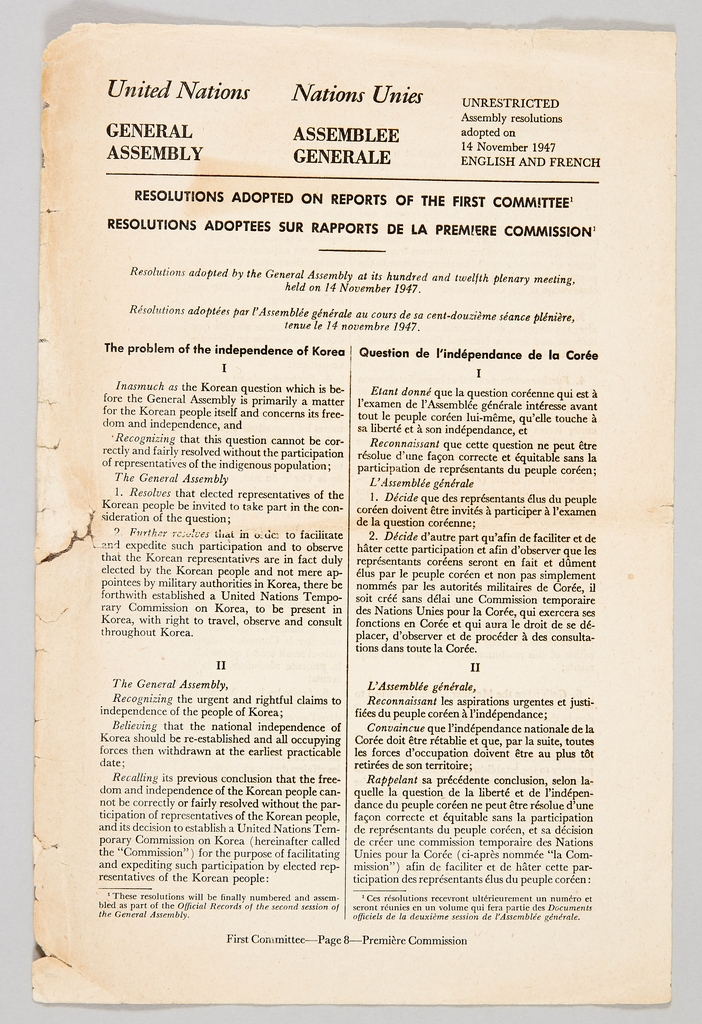 United Nations
GENERAL
ASSEMBLY
Nations Unies
ASSEMBLEE
GENERALE
UNRESTRICTED
Assembly resolutions
adopted on
14 November 1947
ENGLISH AND FRENCH
RESOLUTIONS ADOPTED ON REPORTS OF THE FIRST COMMITTEE¹
RESOLUTIONS ADOPTEES SUR RAPPORTS DE LA PREMIERE COMMISSION¹
Resolutions adopted by the General Assembly at its hundred and twelfth plenary meeting,
held on 14 November 1947.
Résolutions adoptées par l'Assemblée générale au cours de sa cent-douzième séance plénière,
tenue le 14 novembre 1947.
The problem of the independence of Korea
I
Inasmuch as the Korean question which is be-
fore the General Assembly is primarily a matter
for the Korean people itself and concerns its free-
dom and independence, and
Recognizing that this question cannot be cor-
rectly and fairly resolved without the participation
of representatives of the indigenous population;
The General Assembly
1. Resolves that elected representatives of the
Korean people be invited to take part in the con-
sideration of the question;
2. Further resolves that in order to facilitate
and expedite such participation and to observe
that the Korean representatives are in fact duly
elected by the Korean people and not mere ap-
pointees by military authorities in Korea, there be
forthwith established a United Nations Tempo-
rary Commission on Korea, to be present in
Korea, with right to travel, observe and consult
throughout Korea.
II
The General Assembly,
Recognizing the urgent and rightful claims to
independence of the people of Korea;
Believing that the national independence of
Korea should be re-established and all occupying
forces then withdrawn at the earliest practicable
date;
Recalling its previous conclusion that the free-
dom and independence of the Korean people can-
not be correctly or fairly resolved without the par-
ticipation of representatives of the Korean people,
and its decision to establish a United Nations Tem-
porary Commission on Korea (hereinafter called
the "Commission") for the purpose of facilitating
and expediting such participation by elected rep-
resentatives of the Korean people:
¹ These resolutions will be finally numbered and assem-
bled as part of the Official Records of the second session of
the General Assembly.
Question de l'indépendance de la Corée
I
Etant donné que la question coréenne qui est à
l'examen de l'Assemblée générale intéresse avant
tout le peuple coréen lui-même, qu'elle touche à
sa liberté et à son indépendance, et
Reconnaissant que cette question ne peut être
résolue d'une façon correcte et équitable sans la
participation de représentants du peuple coréen;
L'Assemblée générale
1. Décide que des représentants élus du peuple
coréen doivent être invités à participer à l'examen
de la question coréenne;
2. Décide d'autre part qu'afin de faciliter et de
hâter cette participation et afin d'observer que les
représentants coréens seront en fait et dûment
élus par le peuple coréen et non pas simplement
nommés par les autorités militaires de Corée, il
soit créé sans délai une Commission temporaire
des Nations Unies pour la Corée, qui exercera ses
fonctions en Corée et qui aura le droit de se dé-
placer, d'observer et de procéder à des consulta-
tions dans toute la Corée.
II
L'Assemblée générale,
Reconnaissant les aspirations urgentes et justi-
fiées du peuple coréen à l'indépendance;
Convaincue que l'indépendance nationale de la
Corée doit être rétablie et que, par la suite, toutes
les forces d'occupation doivent être au plus tôt
retirées de son territoire;
Rappelant sa précédente conclusion, selon la-
quelle la question de la liberté et de l'indépen-
dance du peuple coréen ne peut être résolue d'une
façon correcte et équitable sans la participation
de représentants du peuple coréen, et sa décision
de créer une commission temporaire des Nations
Unies pour la Corée (ci-après nommée "la Com-
mission") afin de faciliter et de hâter cette par-
ticipation des représentants élus du peuple coréen:
¹ Ces résolutions recevront ultérieurement un numéro et
seront réunies en un volume qui fera partie des Documents
officiels de la deuxième session de l'Assemblée générale.
First Committee—Page 8—Première Commission